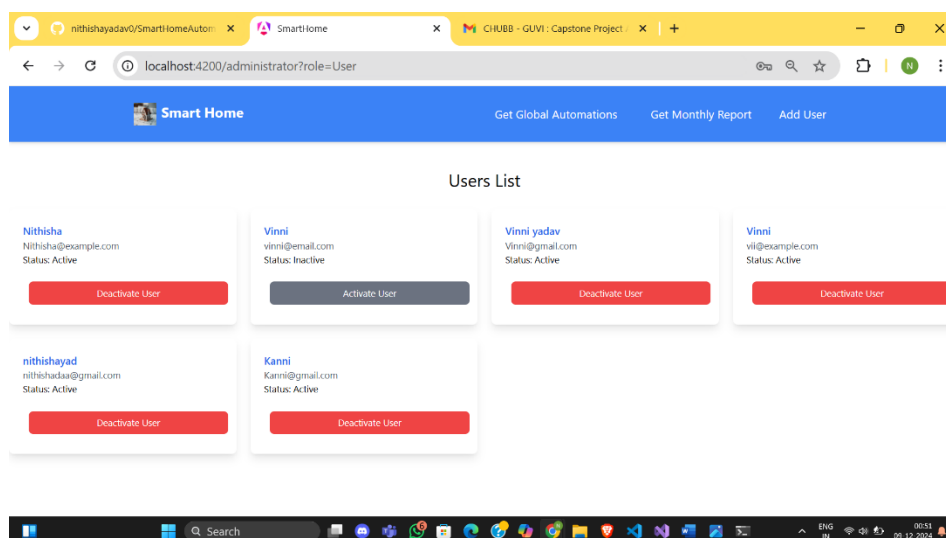 nithishayadav0/SmartHomeAutom
SmartHome
CHUBB - GUVI : Capstone Project
localhost:4200/administrator?role=User
N
Smart Home
Get Global Automations
Get Monthly Report
Add User
Users List
Nithisha
Nithisha@example.com
Status: Active
Deactivate User
Vinni
vinni@email.com
Status: Inactive
Activate User
Vinni yadav
Vinni@gmail.com
Status: Active
Deactivate User
Vinni
vii@example.com
Status: Active
Deactivate User
nithishayad
nithishadaa@gmail.com
Status: Active
Deactivate User
Kanni
Kanni@gmail.com
Status: Active
Deactivate User
Search
ENG
IN
00:51
09-12-2024